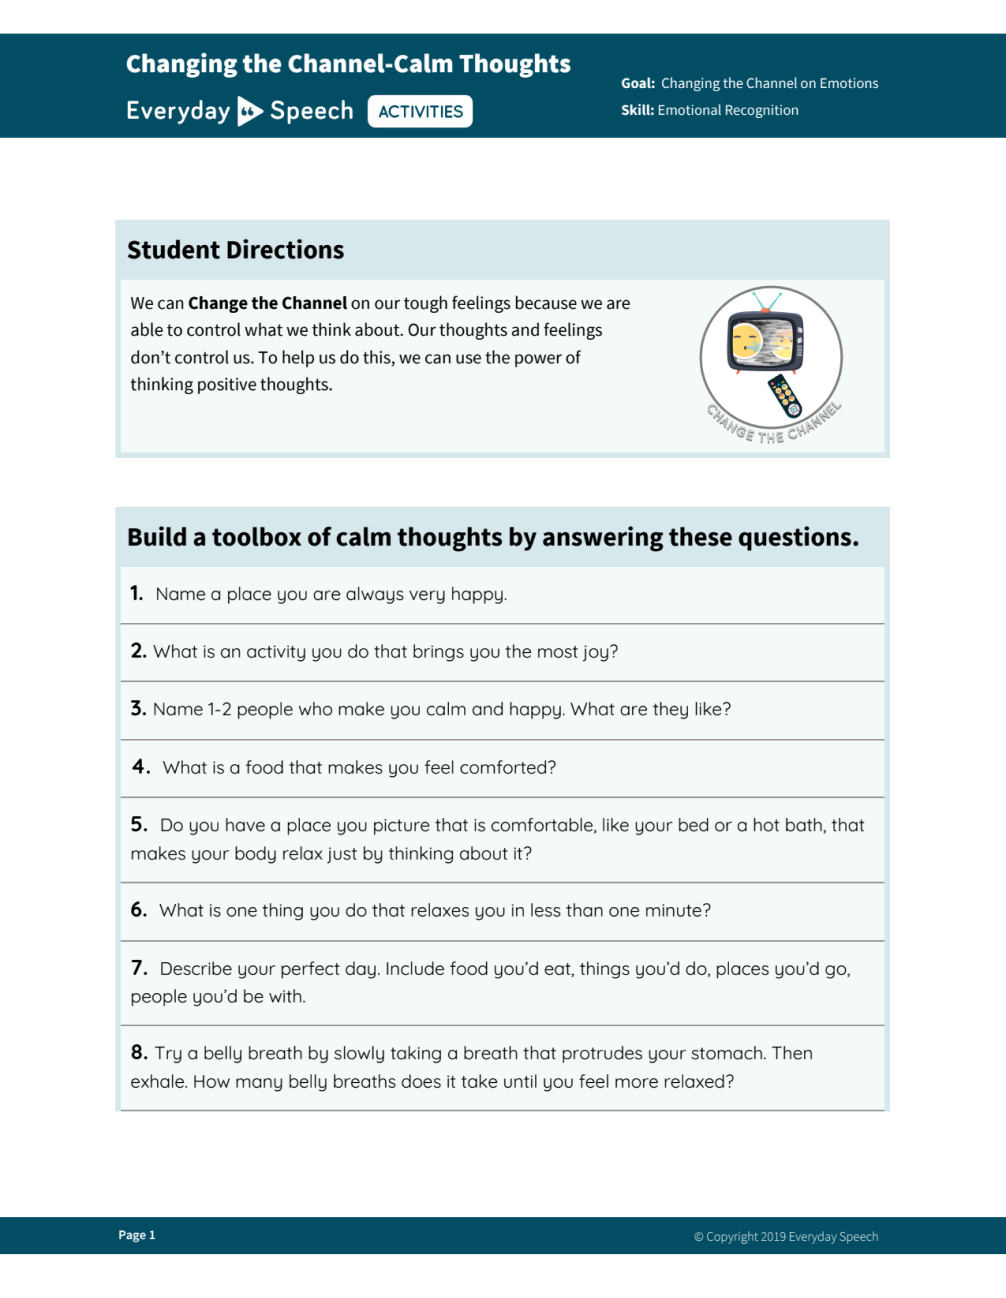 Changing the Channel-Calm Thoughts
Everyday Speech ACTIVITIES
Goal: Changing the Channel on Emotions
Skill: Emotional Recognition
Student Directions
We can Change the Channel on our tough feelings because we are
able to control what we think about. Our thoughts and feelings
don’t control us. To help us do this, we can use the power of
thinking positive thoughts.
CHANGE THE CHANNEL
Build a toolbox of calm thoughts by answering these questions.
1. Name a place you are always very happy.
2. What is an activity you do that brings you the most joy?
3. Name 1-2 people who make you calm and happy. What are they like?
4. What is a food that makes you feel comforted?
5. Do you have a place you picture that is comfortable, like your bed or a hot bath, that
makes your body relax just by thinking about it?
6. What is one thing you do that relaxes you in less than one minute?
7. Describe your perfect day. Include food you’d eat, things you’d do, places you’d go,
people you’d be with.
8. Try a belly breath by slowly taking a breath that protrudes your stomach. Then
exhale. How many belly breaths does it take until you feel more relaxed?
Page 1
© Copyright 2019 Everyday Speech